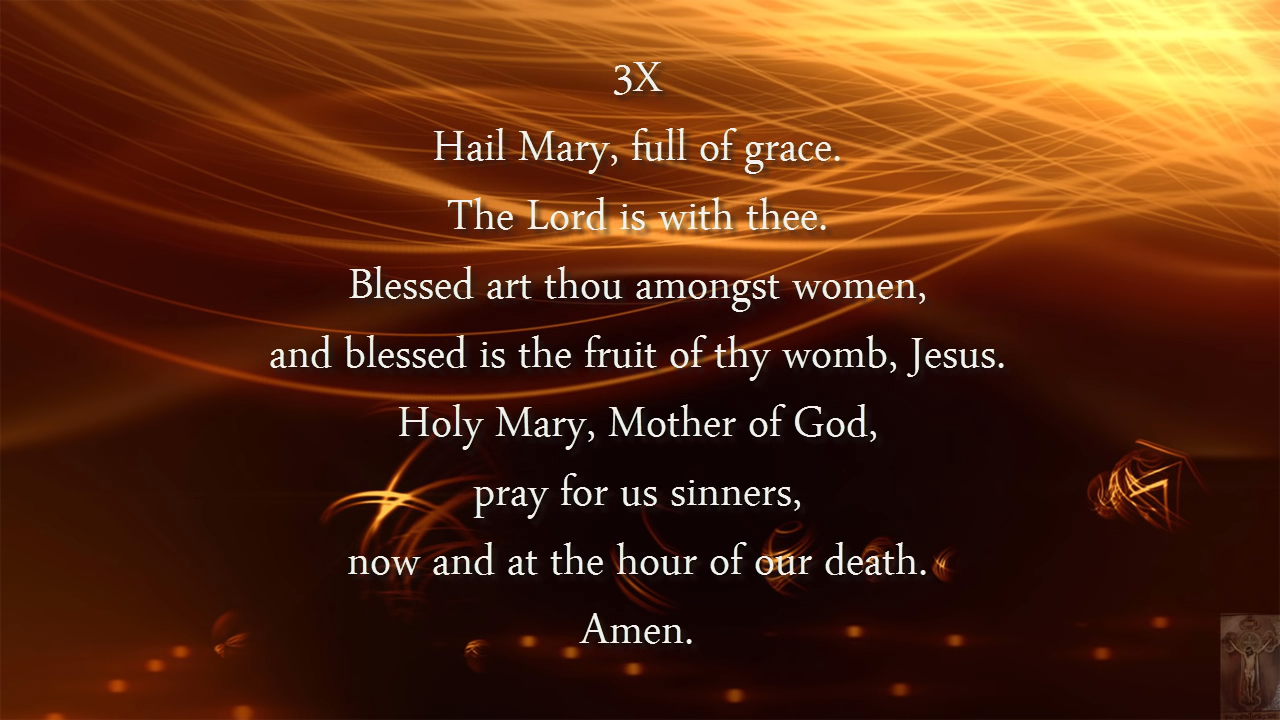 3X
Hail Mary, full of grace.
The Lord is with thee.
Blessed art thou amongst women,
and blessed is the fruit of thy womb, Jesus.
Holy Mary, Mother of God,
pray for us sinners,
now and at the hour of our death.
Amen.